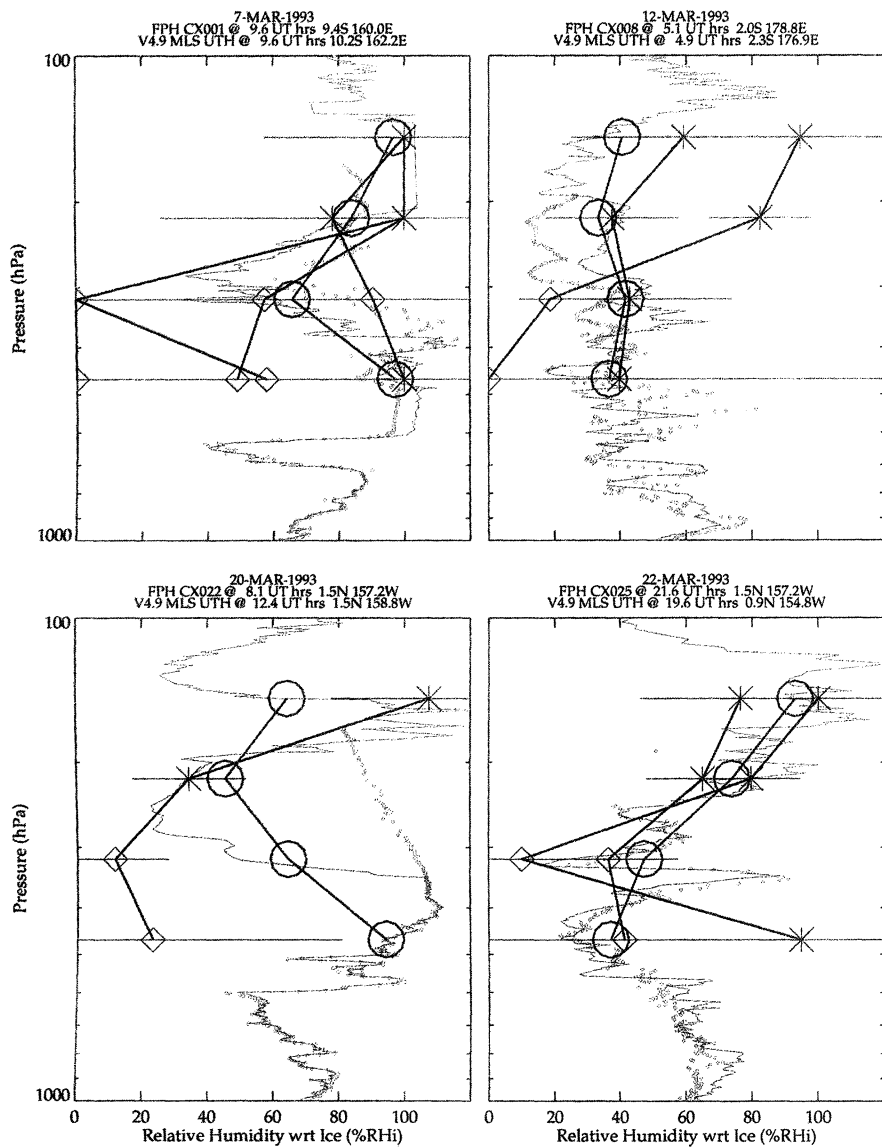 7-MAR-1993
FPH CX001 @ 9.6 UT hrs 9.4S 160.0E
V4.9 MLS UTH @ 9.6 UT hrs 10.2S 162.2E
12-MAR-1993
FPH CX008 @ 5.1 UT hrs 2.0S 178.8E
V4.9 MLS UTH @ 4.9 UT hrs 2.3S 176.9E
100
Pressure (hPa)
1000
20-MAR-1993
FPH CX022 @ 8.1 UT hrs 1.5N 157.2W
V4.9 MLS UTH @ 12.4 UT hrs 1.5N 158.8W
22-MAR-1993
FPH CX025 @ 21.6 UT hrs 1.5N 157.2W
V4.9 MLS UTH @ 19.6 UT hrs 0.9N 154.8W
100
Pressure (hPa)
1000
0 20 40 60 80 100
Relative Humidity wrt Ice (%RHi)
0 20 40 60 80 100
Relative Humidity wrt Ice (%RHi)